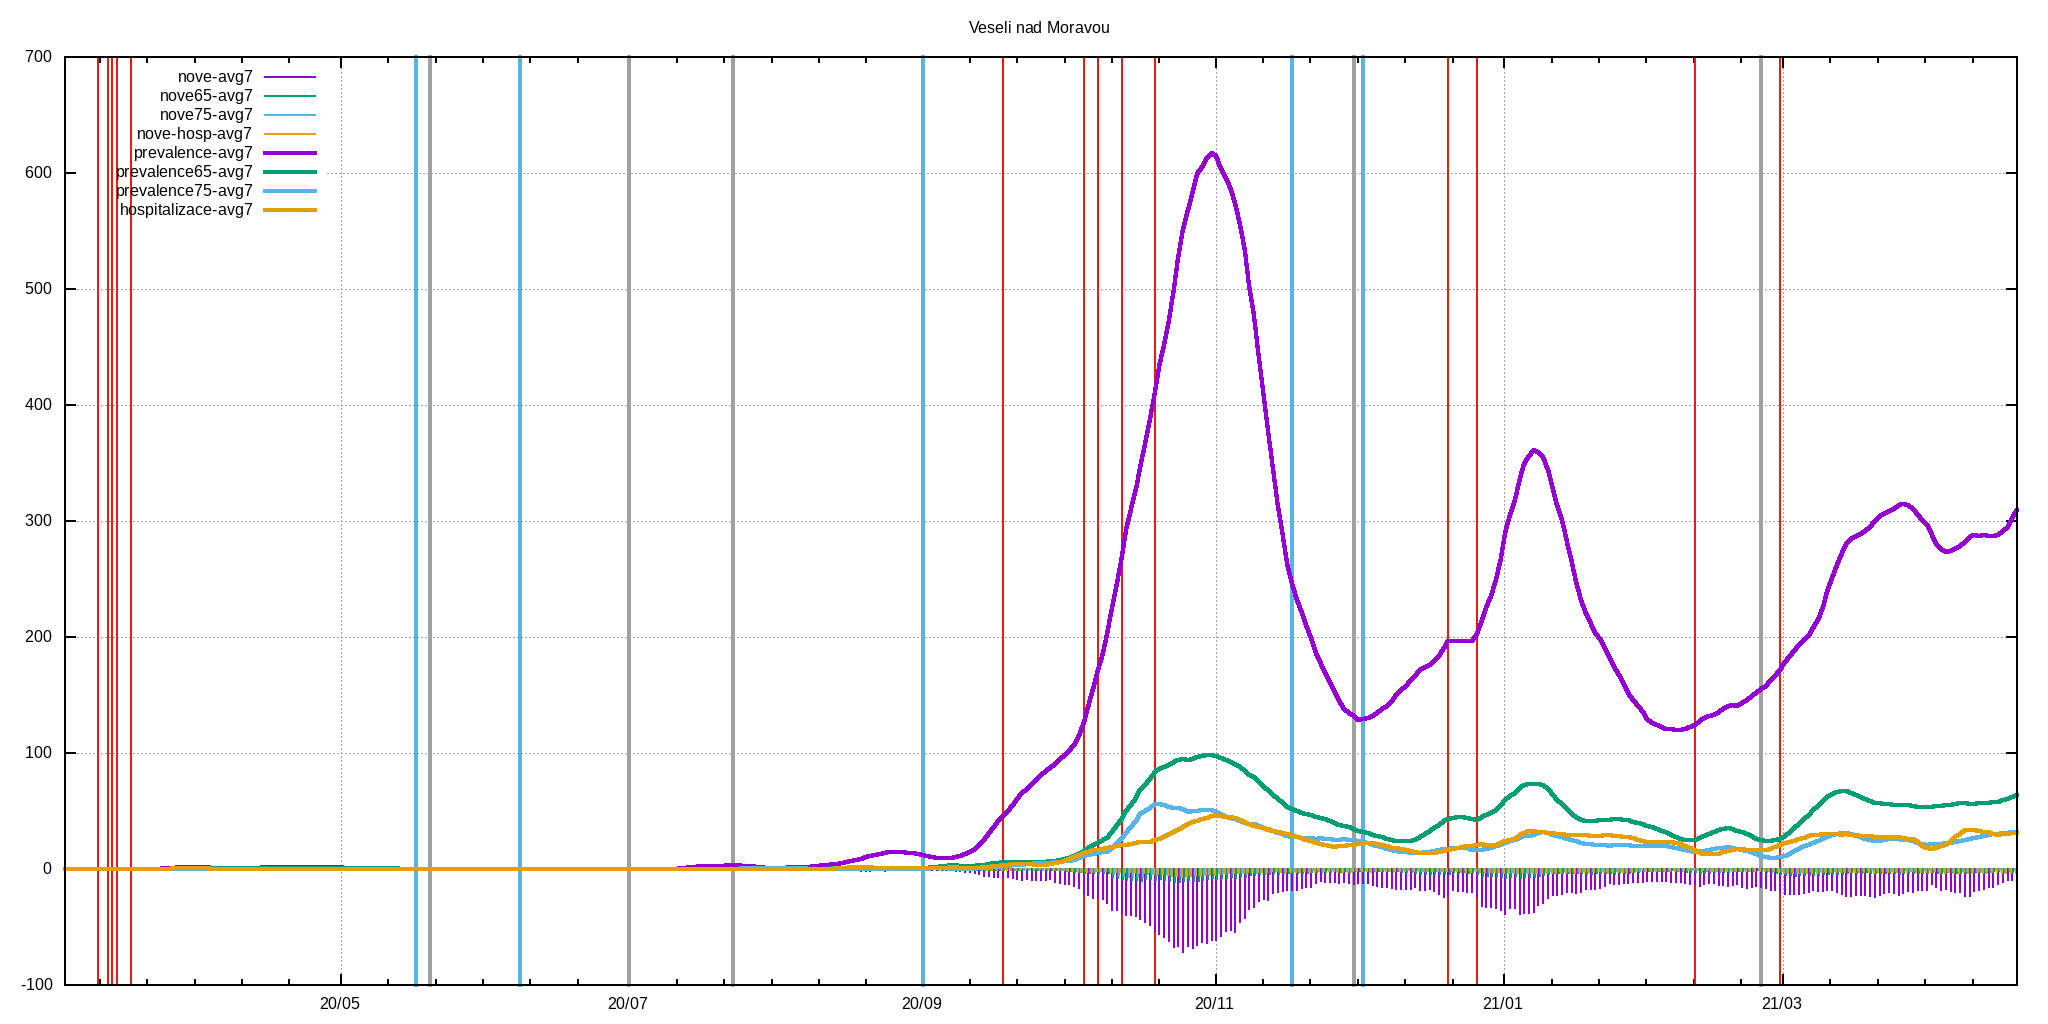 Veseli nad Moravou
700
600
500
400
300
200
100
0
-100
nove-avg7
nove65-avg7
nove75-avg7
nove-hosp-avg7
prevalence-avg7
prevalence65-avg7
prevalence75-avg7
hospitalizace-avg7
20/05
20/07
20/09
20/11
21/01
21/03